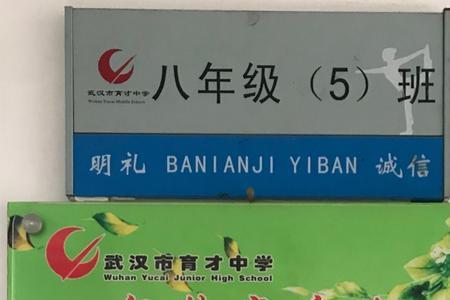 武汉市育才中学
Wuhan Yucai Middle School
八年级（5）班
明礼 BANIANJI YIBAN 诚信
武汉市育才中学
Wuhan Yucai Junior High School